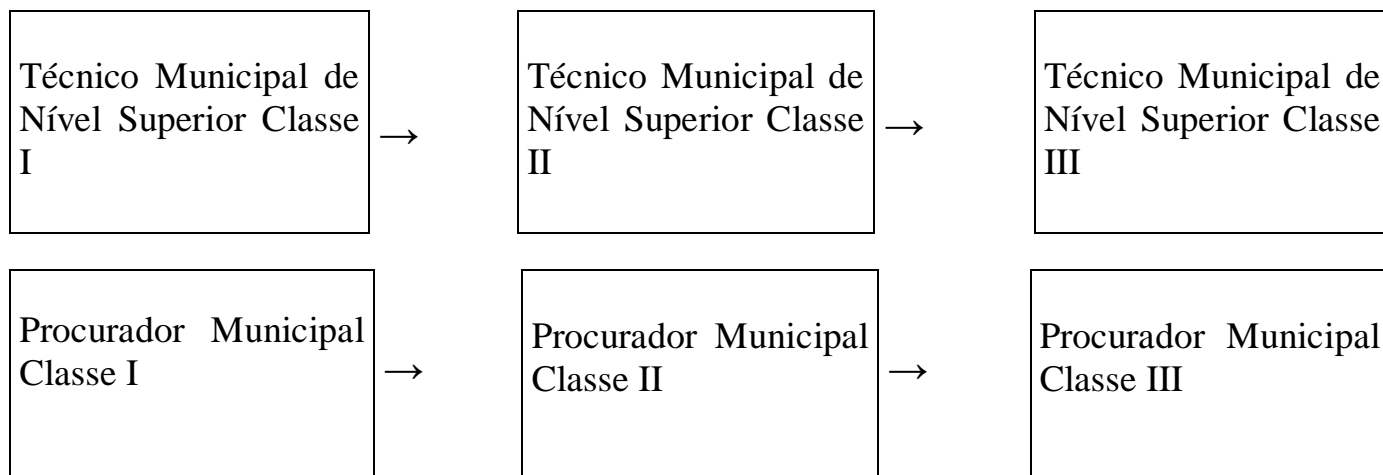 Técnico Municipal de
Nível Superior Classe
I
→
Técnico Municipal de
Nível Superior Classe
II
→
Técnico Municipal de
Nível Superior Classe
III
Procurador Municipal
Classe I
→
Procurador Municipal
Classe II
→
Procurador Municipal
Classe III